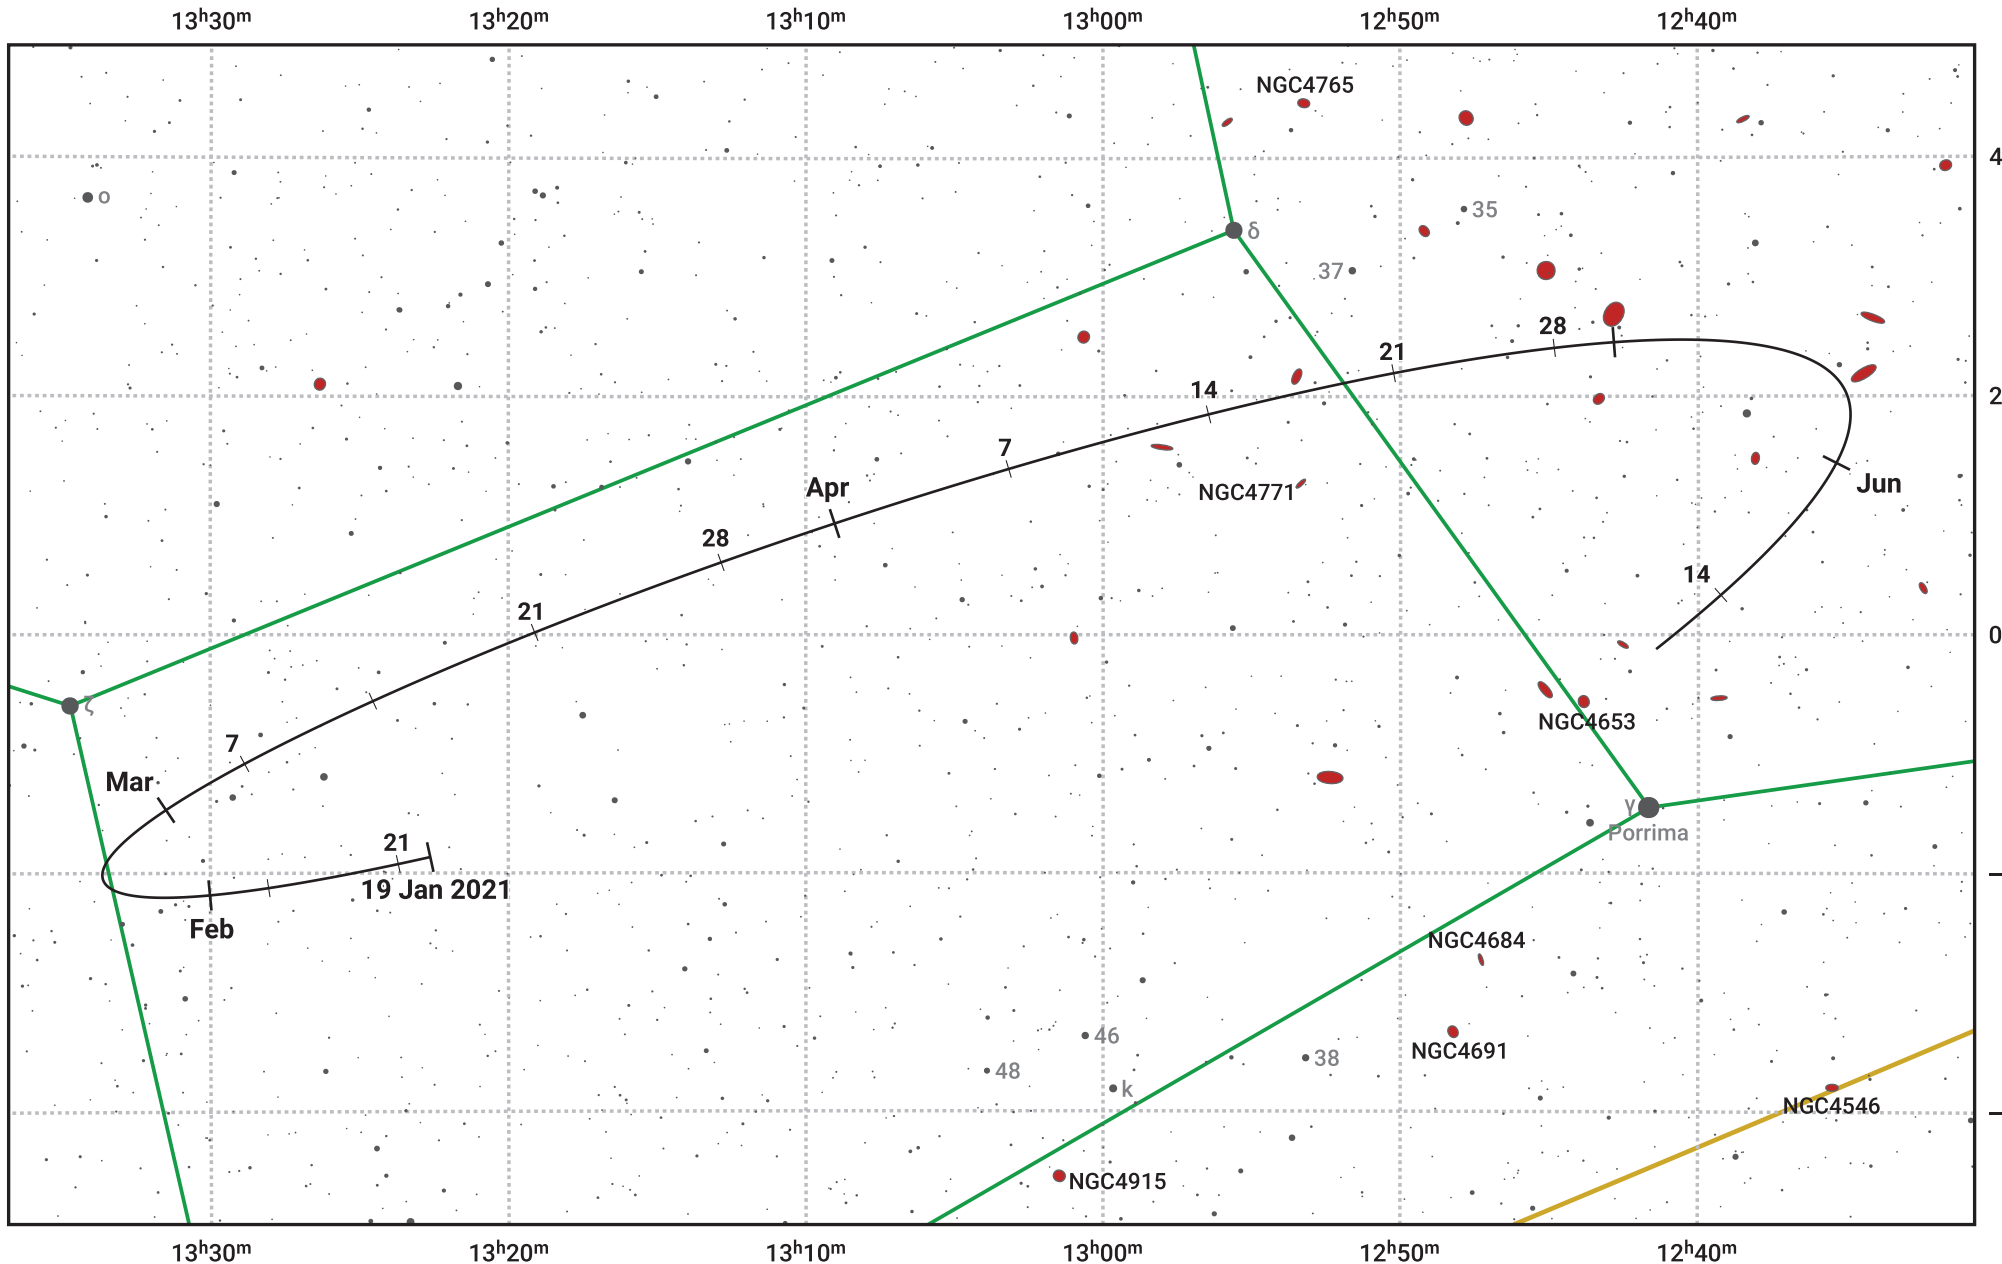 13h30m 13h20m 13h10m 13h00m 12h50m 12h40m
NGC4765
4
ο
35
δ
37
28
21
14
2
7
Apr
NGC4771
Jun
28
14
21
0
ζ
NGC4653
7
Mar
γ
Porrima
21
19 Jan 2021
Feb
NGC4684
46
NGC4691
38
48
k
NGC4546
NGC4915
13h30m 13h20m 13h10m 13h00m 12h50m 12h40m